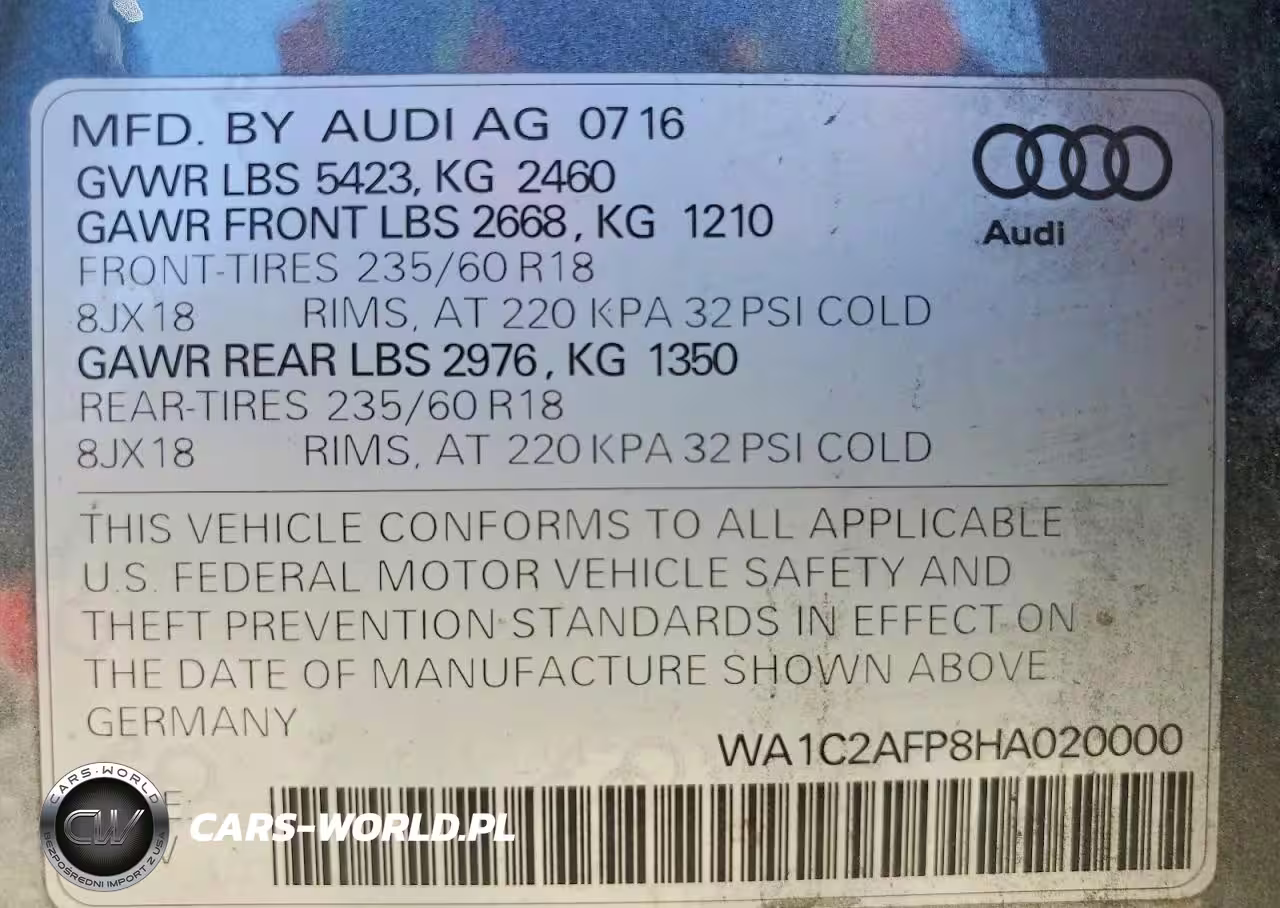 MFD. BY AUDI AG 0716
GVWR LBS 5423, KG 2460
GAWR FRONT LBS 2668, KG 1210
FRONT-TIRES 235/60 R18
8JX18 RIMS, AT 220 KPA 32 PSI COLD
GAWR REAR LBS 2976, KG 1350
REAR-TIRES 235/60 R18
8JX18 RIMS, AT 220 KPA 32 PSI COLD
Audi
THIS VEHICLE CONFORMS TO ALL APPLICABLE
U.S. FEDERAL MOTOR VEHICLE SAFETY AND
THEFT PREVENTION STANDARDS IN EFFECT ON
THE DATE OF MANUFACTURE SHOWN ABOVE
GERMANY
WA1C2AFP8HA020000
CARS-WORLD
CW
BEZPOŚREDNI IMPORT Z USA
CARS-WORLD.PL